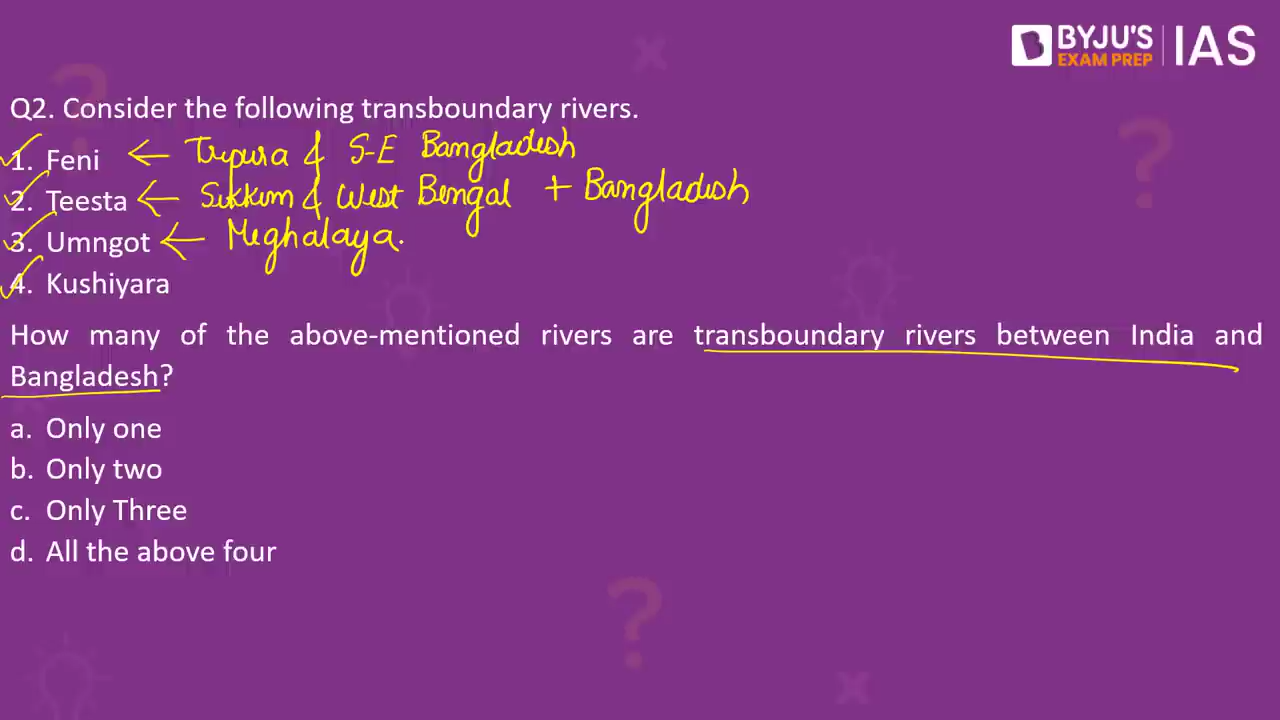 BYJU'S
EXAM PREP
IAS
Q2. Consider the following transboundary rivers.
1. Feni ← Tripura & S-E Bangladesh
2. Teesta ← Sikkim & West Bengal + Bangladesh
3. Umngot ← Meghalaya.
4. Kushiyara
How many of the above-mentioned rivers are transboundary rivers between India and
Bangladesh?
a. Only one
b. Only two
c. Only Three
d. All the above four